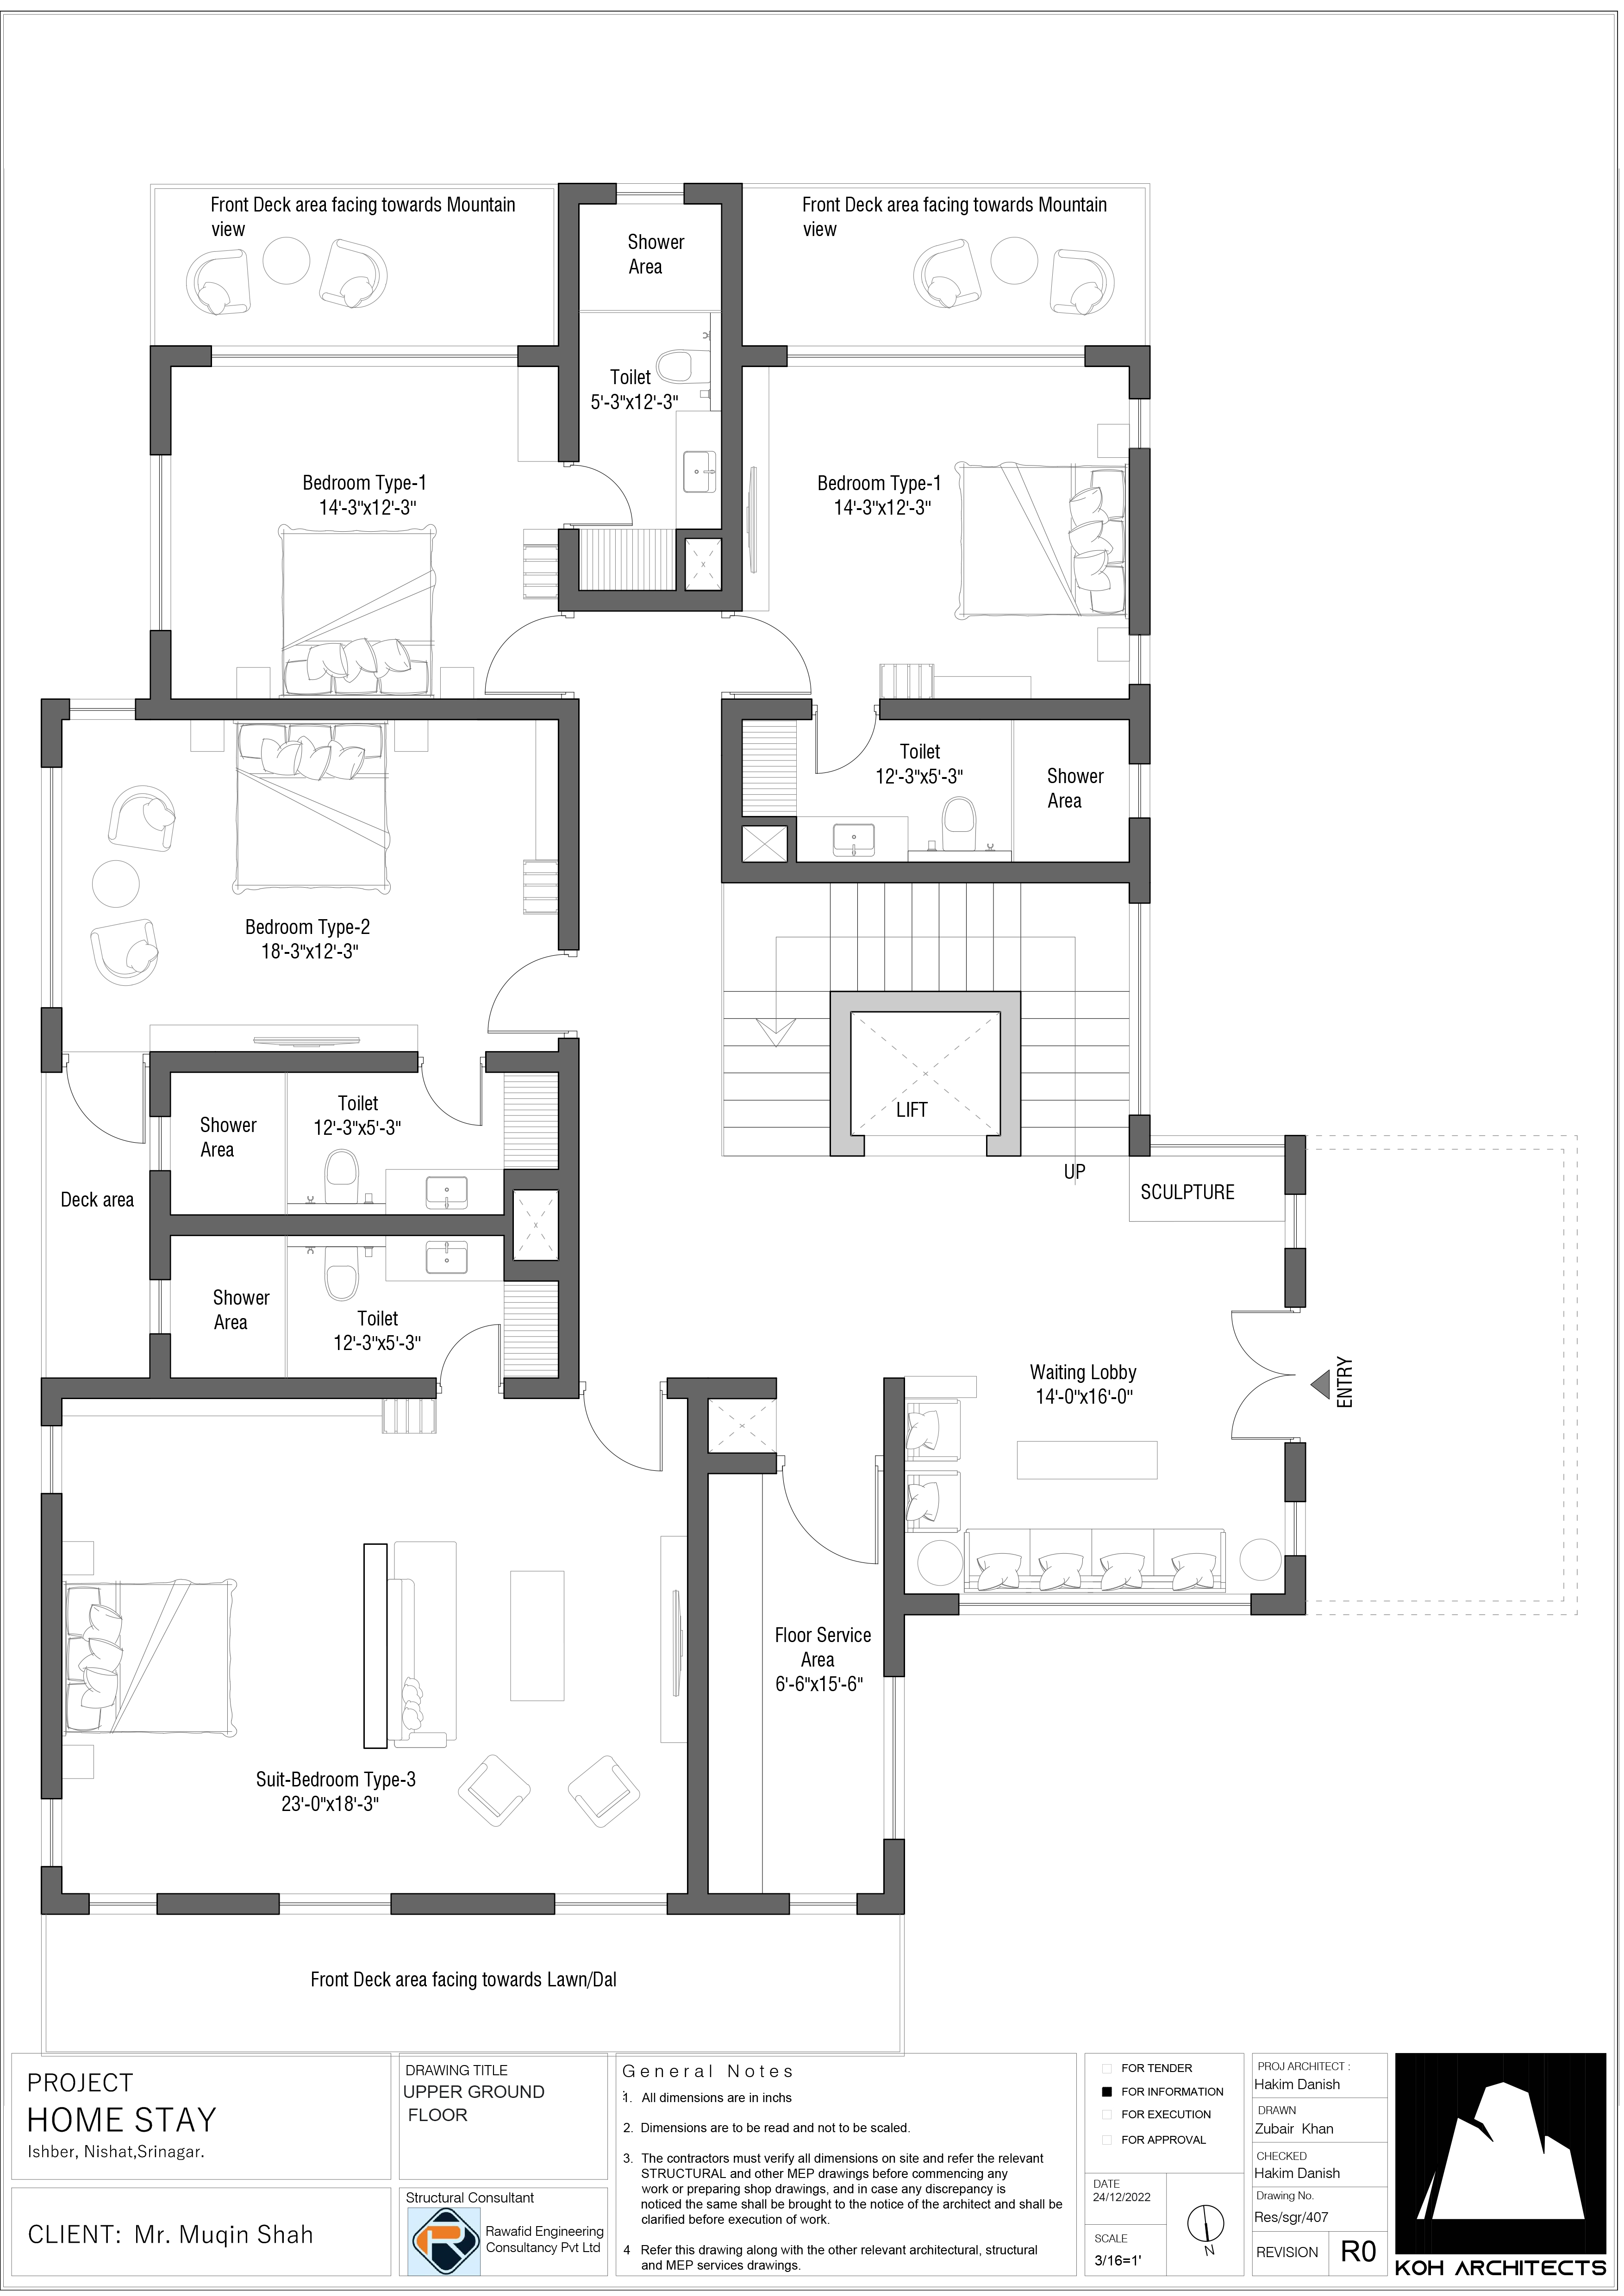 Front Deck area facing towards Mountain
view
Front Deck area facing towards Mountain
view
Shower
Area
Toilet
5'-3"x12'-3"
Bedroom Type-1
14'-3"x12'-3"
Bedroom Type-1
14'-3"x12'-3"
Toilet
12'-3"x5'-3"
Shower
Area
Bedroom Type-2
18'-3"x12'-3"
LIFT
UP
SCULPTURE
Shower
Area
Toilet
12'-3"x5'-3"
Deck area
Shower
Area
Toilet
12'-3"x5'-3"
Waiting Lobby
14'-0"x16'-0"
ENTRY
Floor Service
Area
6'-6"x15'-6"
Suit-Bedroom Type-3
23'-0"x18'-3"
Front Deck area facing towards Lawn/Dal
PROJECT
HOME STAY
Ishber, Nishat,Srinagar.
CLIENT: Mr. Muqin Shah
DRAWING TITLE
UPPER GROUND
FLOOR
Structural Consultant
R
Rawafid Engineering
Consultancy Pvt Ltd
General Notes
1. All dimensions are in inchs
2. Dimensions are to be read and not to be scaled.
3. The contractors must verify all dimensions on site and refer the relevant
STRUCTURAL and other MEP drawings before commencing any
work or preparing shop drawings, and in case any discrepancy is
noticed the same shall be brought to the notice of the architect and shall be
clarified before execution of work.
4 Refer this drawing along with the other relevant architectural, structural
and MEP services drawings.
FOR TENDER
FOR INFORMATION
FOR EXECUTION
FOR APPROVAL
DATE
24/12/2022
SCALE
3/16=1'
N
PROJ ARCHITECT :
Hakim Danish
DRAWN
Zubair Khan
CHECKED
Hakim Danish
Drawing No.
Res/sgr/407
REVISION R0
KOH ARCHITECTS